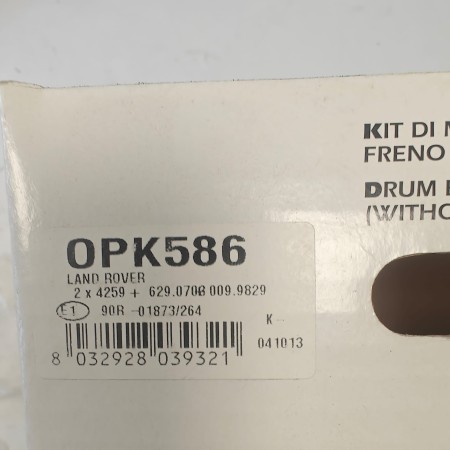 KIT DI
FRENO
DRUM
(WITHO
OPK586
LAND ROVER
2 x 4259 + 629.0706 009.9829
E1 90R -01873/264
K-
041013
8 032928 039321